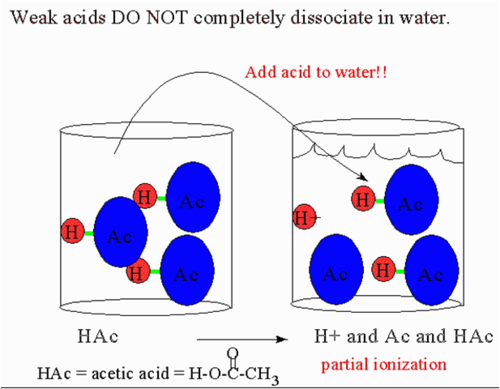 Weak acids DO NOT completely dissociate in water.
Add acid to water!!
H Ac
H Ac
H Ac
H Ac
H+
Ac
H Ac
HAc
H+ and Ac and HAc
partial ionization
O
HAc = acetic acid = H-O-C-CH3